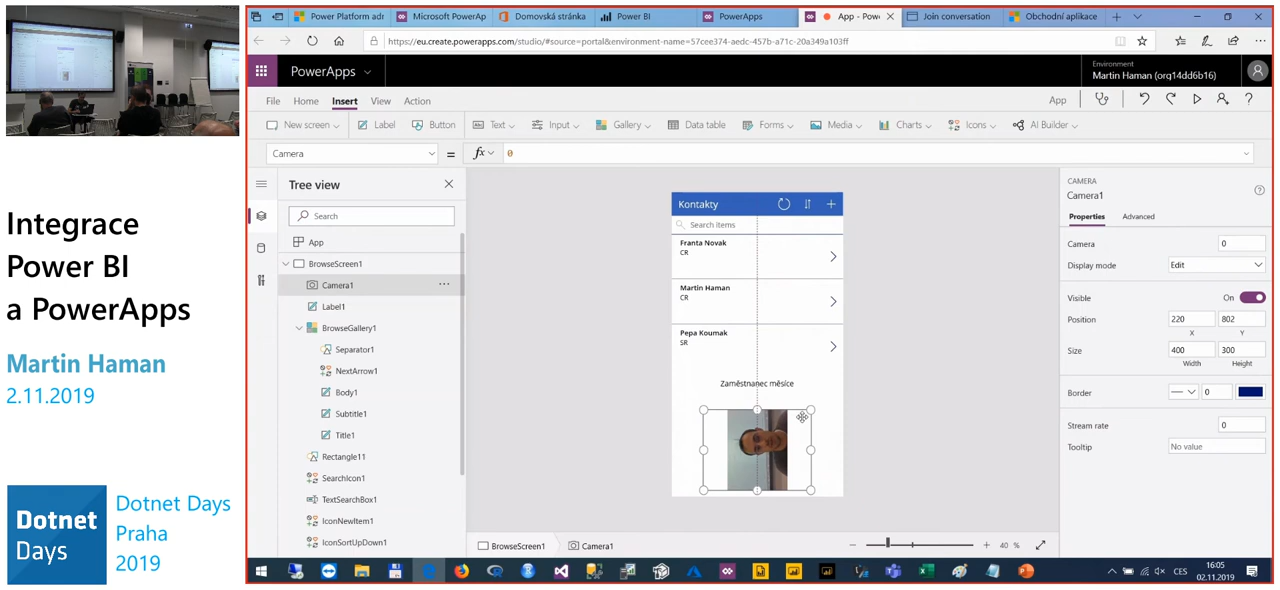 Integrace
Power BI
a PowerApps
Martin Haman
2.11.2019
Dotnet
Days
Dotnet Days
Praha
2019
Power Platform adr
Microsoft PowerAp
Domovská stránka
Power BI
PowerApps
App - Pow
Join conversation
Obchodní aplikace
https://eu.create.powerapps.com/studio/#source=portal&environment-name=57cee374-aedc-457b-a71c-20a349a103ff
PowerApps
Environment
Martin Haman (orq14dd6b16)
File Home Insert View Action
App
New screen Label Button Text Input Gallery Data table Forms Media Charts Icons AI Builder
Camera = fx 0
Tree view
Search
App
BrowseScreen1
Camera1 ...
Label1
BrowseGallery1
Separator1
NextArrow1
Body1
Subtitle1
Title1
Rectangle11
SearchIcon1
TextSearchBox1
IconNewItem1
IconSortUpDown1
Kontakty
Search items
Franta Novak
CR
Martin Haman
CR
Pepa Koumak
SR
Zaměstnanec měsíce
BrowseScreen1 Camera1
40 %
CAMERA
Camera1
Properties Advanced
Camera 0
Display mode Edit
Visible On
Position 220 802
X Y
Size 400 300
Width Height
Border 0
Stream rate 0
Tooltip No value
CES
16:05
02.11.2019